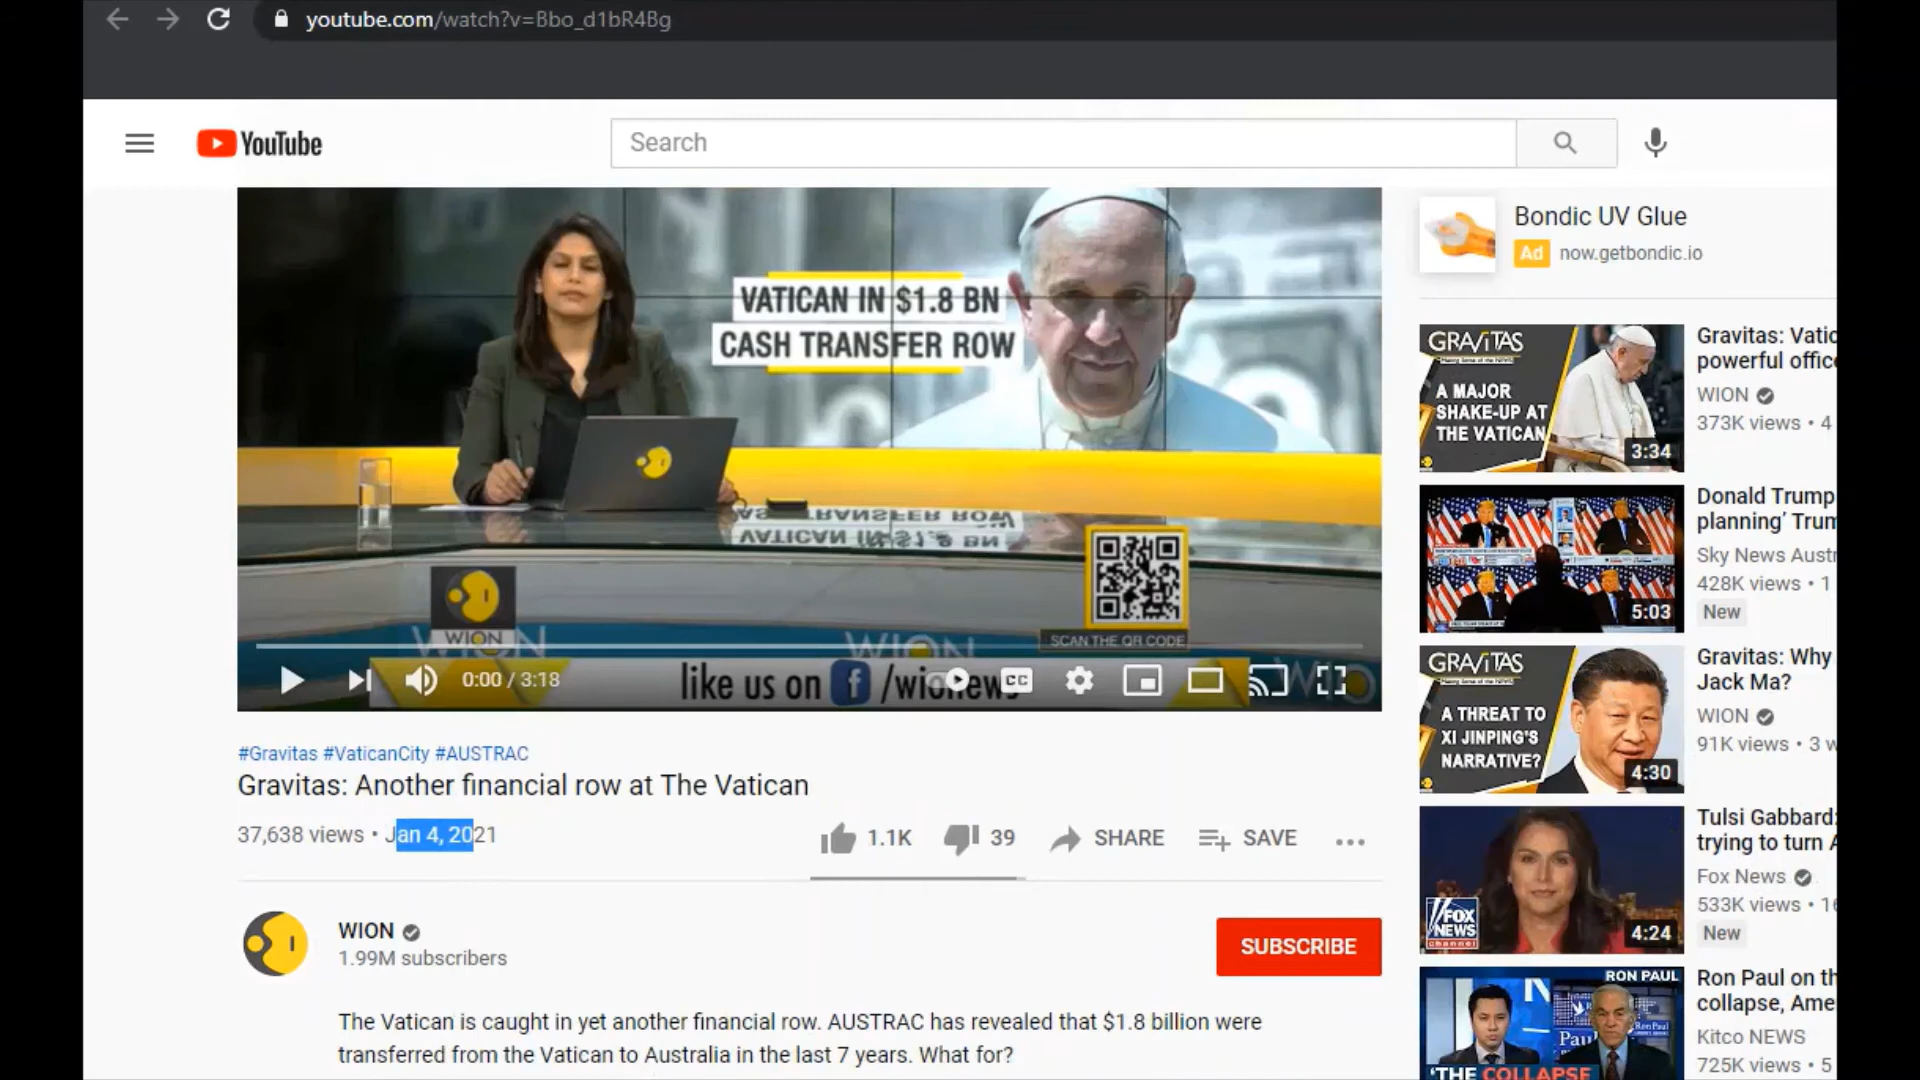 youtube.com/watch?v=Bbo_d1bR4Bg
YouTube
Search
VATICAN IN $1.8 BN
CASH TRANSFER ROW
WION
SCAN THE QR CODE
like us on f /wionews
0:00 / 3:18
CC
#Gravitas #VaticanCity #AUSTRAC
Gravitas: Another financial row at The Vatican
37,638 views • Jan 4, 2021
1.1K
39
SHARE
SAVE
WION
1.99M subscribers
SUBSCRIBE
The Vatican is caught in yet another financial row. AUSTRAC has revealed that $1.8 billion were
transferred from the Vatican to Australia in the last 7 years. What for?
Bondic UV Glue
Ad now.getbondic.io
GRAVITAS
A MAJOR
SHAKE-UP AT
THE VATICAN
3:34
Gravitas: Vatic
powerful offic
WION
373K views • 4
5:03
Donald Trump
planning' Trum
Sky News Austr
428K views • 1
New
GRAVITAS
A THREAT TO
XI JINPING'S
NARRATIVE?
4:30
Gravitas: Why
Jack Ma?
WION
91K views • 3 w
FOX
NEWS
channel
4:24
Tulsi Gabbard:
trying to turn A
Fox News
533K views • 16
New
RON PAUL
'THE COLLAPSE
Ron Paul on th
collapse, Ame
Kitco NEWS
725K views • 5